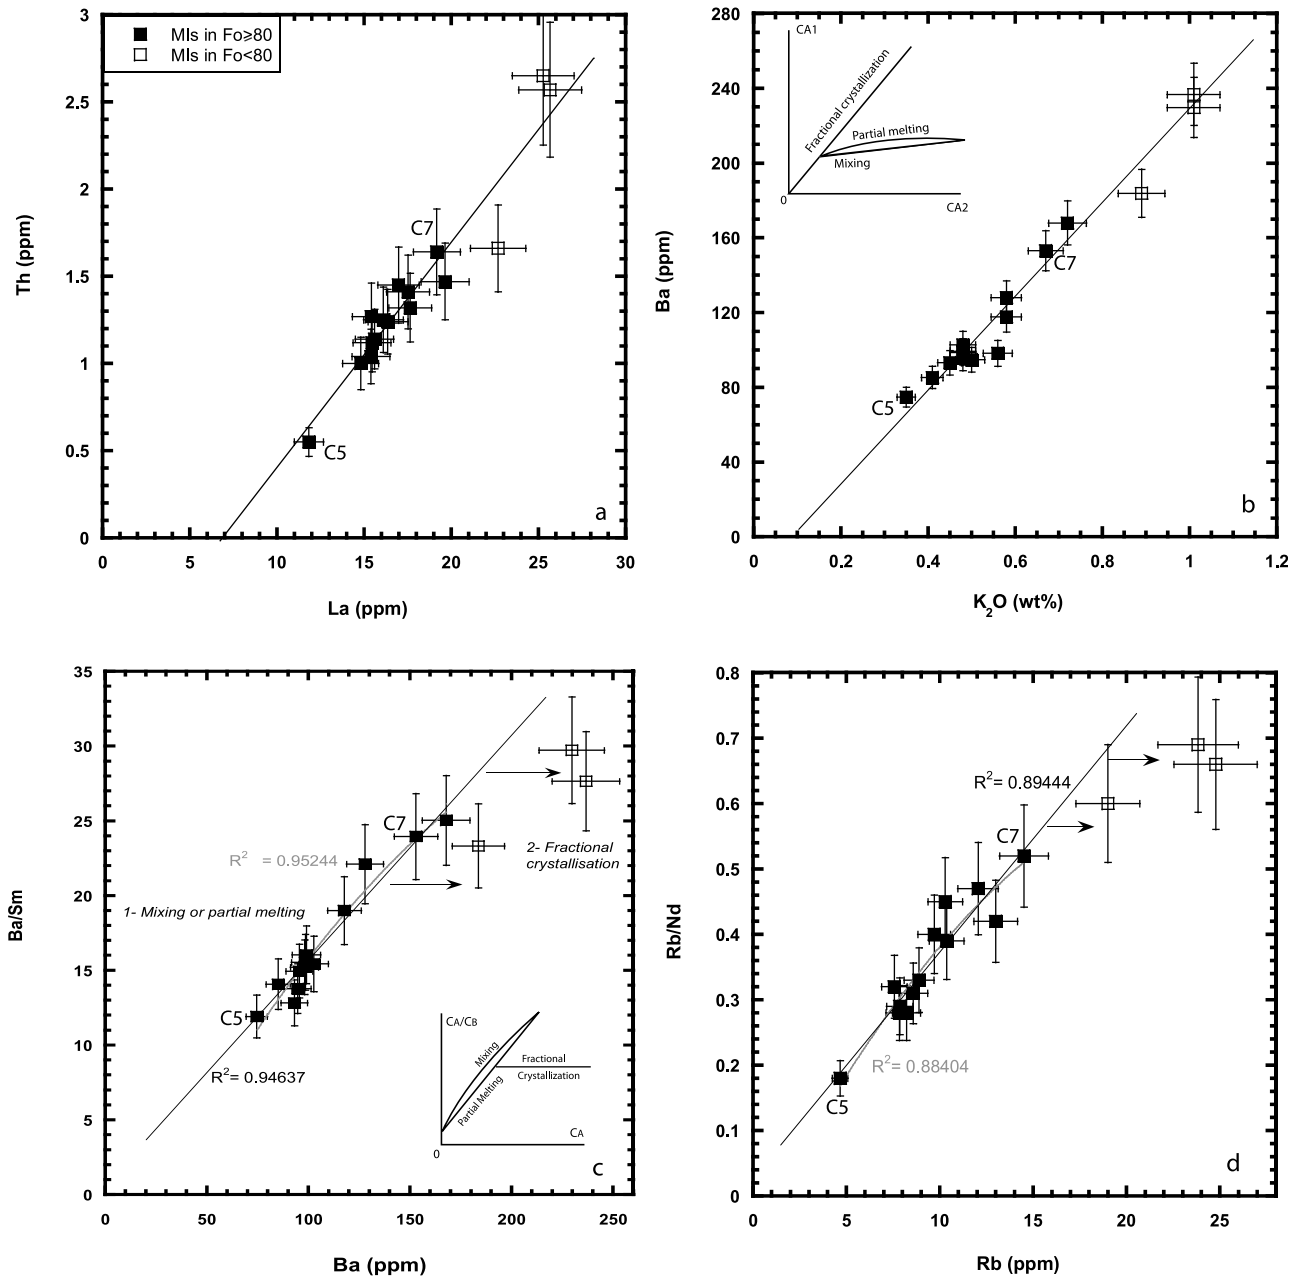 MIs in Fo≥80
MIs in Fo<80
3
2.5
2
1.5
1
0.5
0
Th (ppm)
C7
C5
a
0 5 10 15 20 25 30
La (ppm)
280
240
200
160
120
80
40
0
Ba (ppm)
CA1
Fractional crystallization
Partial melting
Mixing
0
CA2
C7
C5
b
0 0.2 0.4 0.6 0.8 1 1.2
K2O (wt%)
35
30
25
20
15
10
5
0
Ba/Sm
C7
R2 = 0.95244
2- Fractional
crystallisation
1- Mixing or partial melting
C5
R2= 0.94637
CA/CB
Mixing
Partial Melting
Fractional
Crystallization
CA
0
c
0 50 100 150 200 250
Ba (ppm)
0.8
0.7
0.6
0.5
0.4
0.3
0.2
0.1
0
Rb/Nd
R2= 0.89444
C7
R2= 0.88404
C5
d
0 5 10 15 20 25
Rb (ppm)